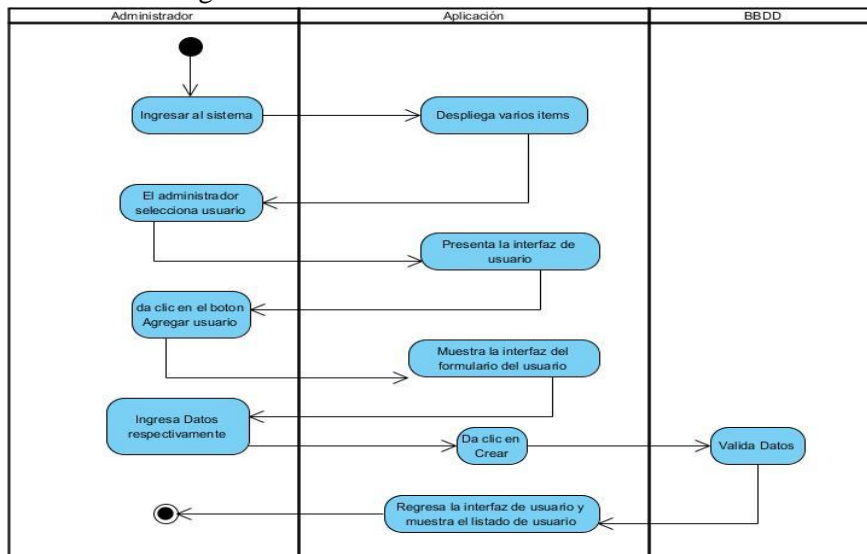 Administrador
Aplicación
BBDD
Ingresar al sistema
Despliega varios items
El administrador
selecciona usuario
Presenta la interfaz de
usuario
da clic en el boton
Agregar usuario
Muestra la interfaz del
formulario del usuario
Ingresa Datos
respectivamente
Da clic en
Crear
Valida Datos
Regresa la interfaz de usuario y
muestra el listado de usuario